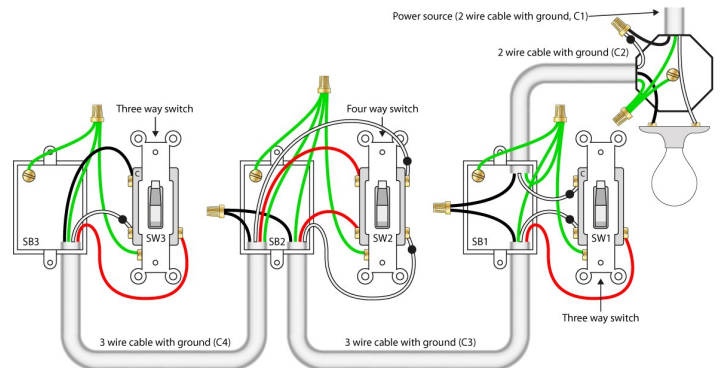 Power source (2 wire cable with ground, C1)
2 wire cable with ground (C2)
Three way switch
Four way switch
C
C
SB3
SW3
SB2
SW2
SB1
SW1
Three way switch
3 wire cable with ground (C4)
3 wire cable with ground (C3)